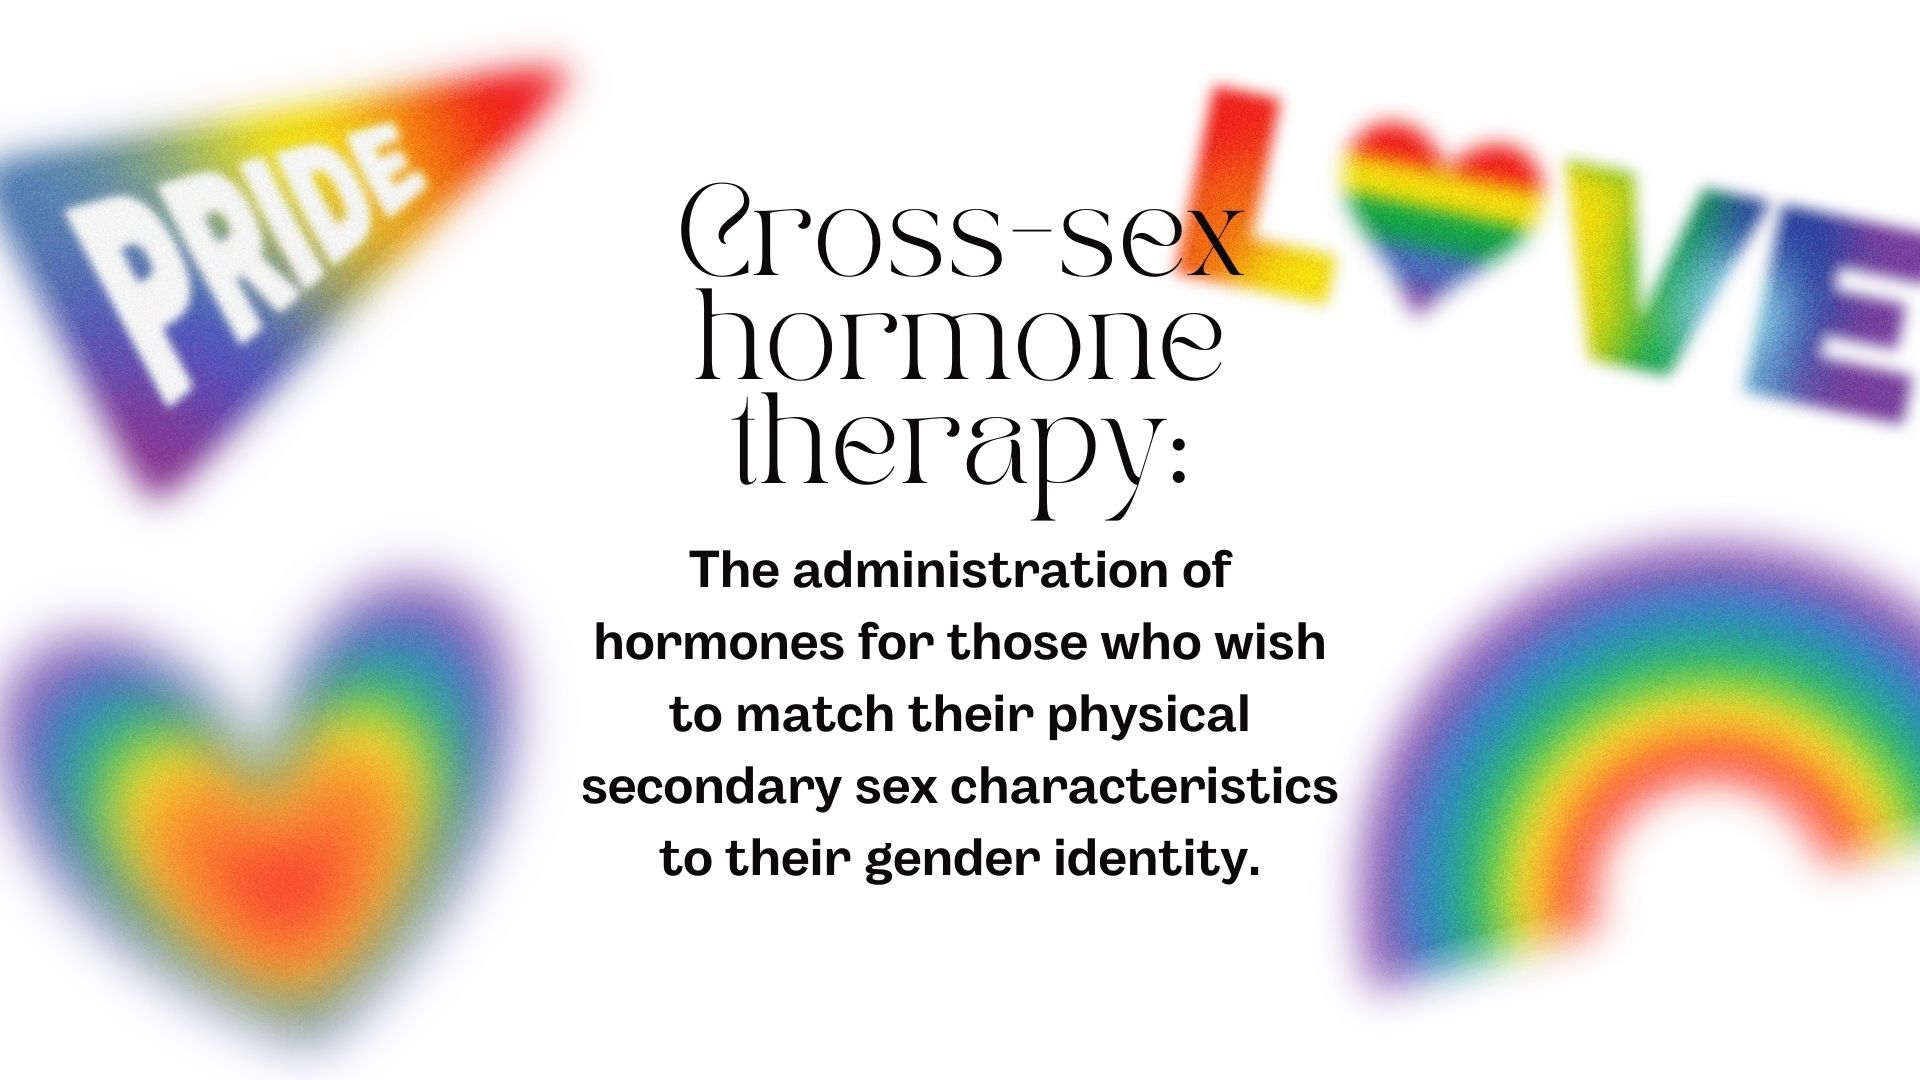 PRIDE
LOVE
Cross-sex
hormone
therapy:
The administration of
hormones for those who wish
to match their physical
secondary sex characteristics
to their gender identity.